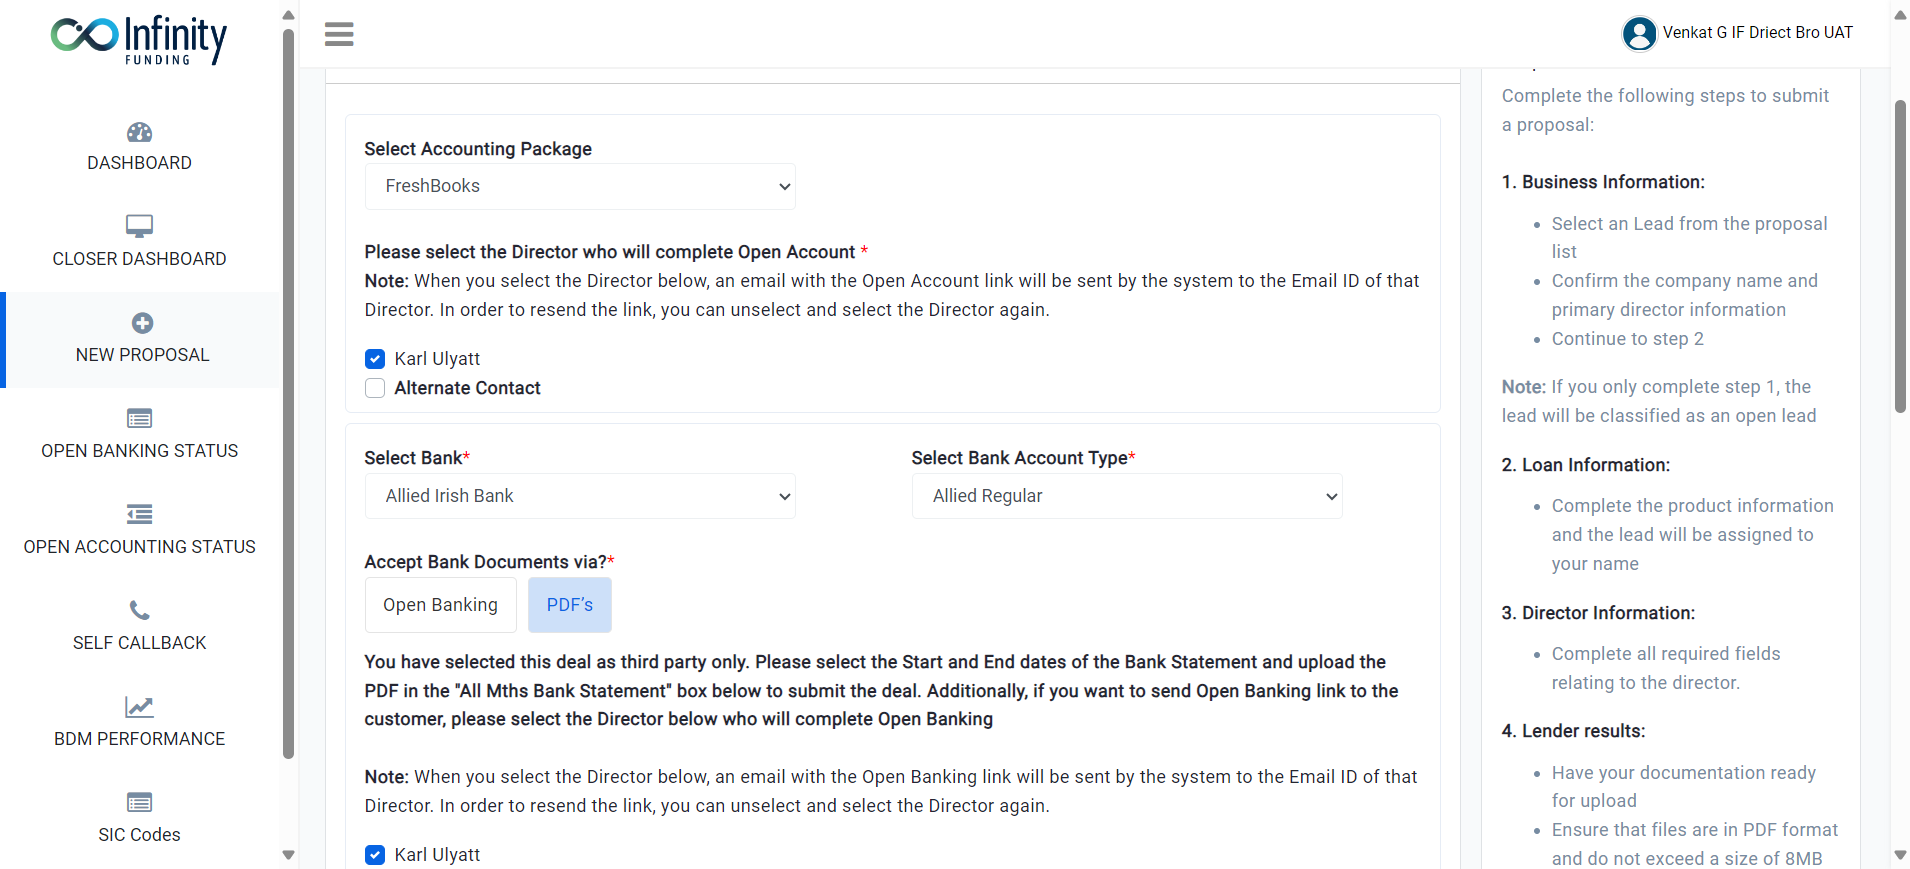 Infinity
FUNDING
DASHBOARD
CLOSER DASHBOARD
NEW PROPOSAL
OPEN BANKING STATUS
OPEN ACCOUNTING STATUS
SELF CALLBACK
BDM PERFORMANCE
SIC Codes
Venkat G IF Driect Bro UAT
Select Accounting Package
FreshBooks
Please select the Director who will complete Open Account *
Note: When you select the Director below, an email with the Open Account link will be sent by the system to the Email ID of that
Director. In order to resend the link, you can unselect and select the Director again.
Karl Ulyatt
Alternate Contact
Select Bank*
Allied Irish Bank
Select Bank Account Type*
Allied Regular
Accept Bank Documents via?*
Open Banking
PDF’s
You have selected this deal as third party only. Please select the Start and End dates of the Bank Statement and upload the
PDF in the "All Mths Bank Statement" box below to submit the deal. Additionally, if you want to send Open Banking link to the
customer, please select the Director below who will complete Open Banking
Note: When you select the Director below, an email with the Open Banking link will be sent by the system to the Email ID of that
Director. In order to resend the link, you can unselect and select the Director again.
Karl Ulyatt
Complete the following steps to submit
a proposal:
1. Business Information:
• Select an Lead from the proposal
list
• Confirm the company name and
primary director information
• Continue to step 2
Note: If you only complete step 1, the
lead will be classified as an open lead
2. Loan Information:
• Complete the product information
and the lead will be assigned to
your name
3. Director Information:
• Complete all required fields
relating to the director.
4. Lender results:
• Have your documentation ready
for upload
• Ensure that files are in PDF format
and do not exceed a size of 8MB